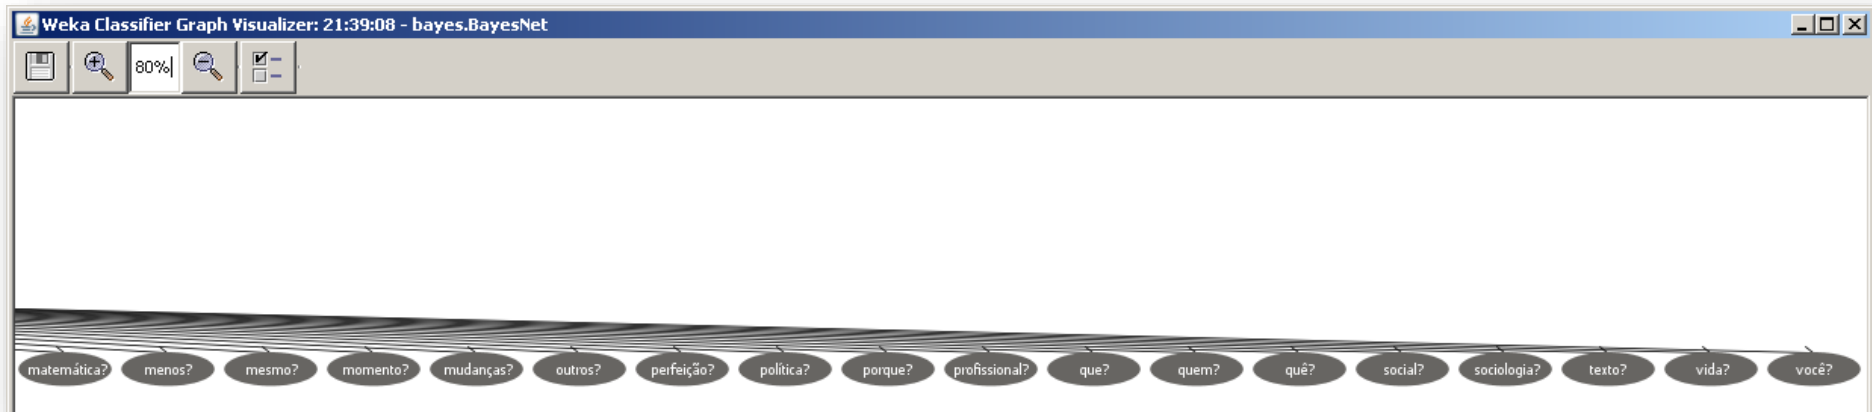 Weka Classifier Graph Visualizer: 21:39:08 - bayes.BayesNet
80%
matemática? menos? mesmo? momento? mudanças? outros? perfeição? política? porque? profissional? que? quem? quê? social? sociologia? texto? vida? você?